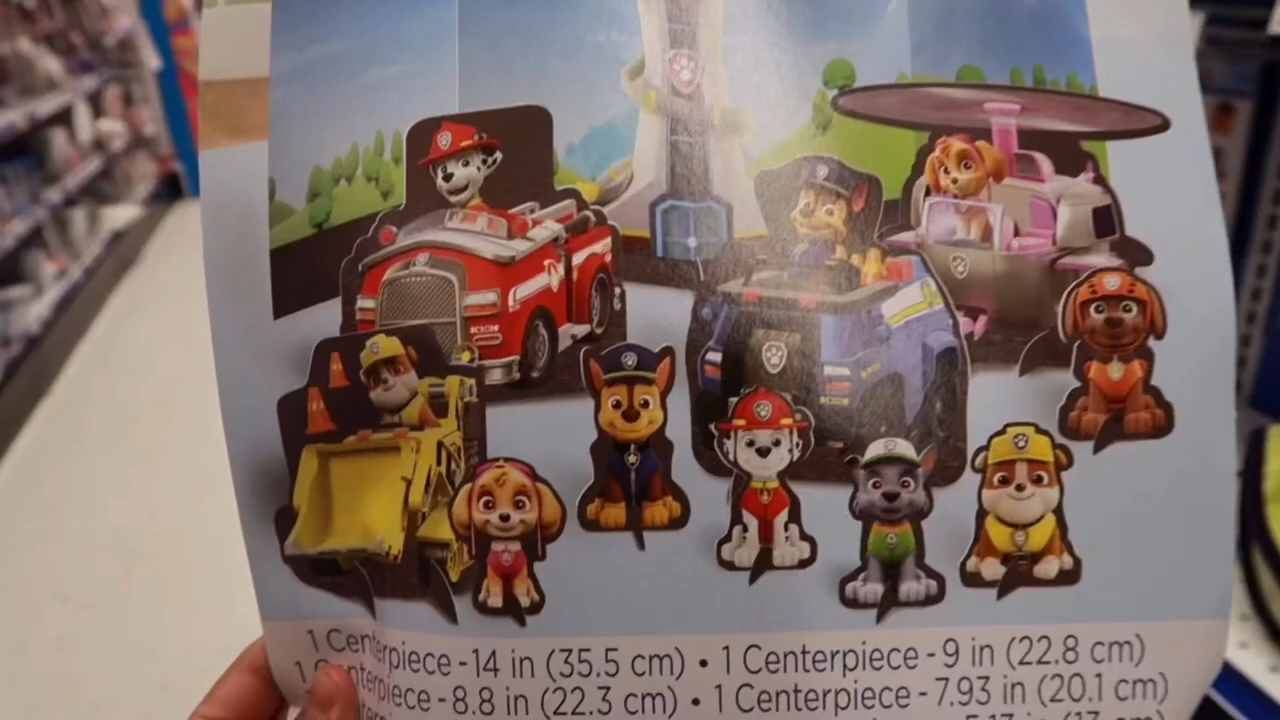 1 Centerpiece - 14 in (35.5 cm) • 1 Centerpiece - 9 in (22.8 cm)
1 Centerpiece - 8.8 in (22.3 cm) • 1 Centerpiece - 7.93 in (20.1 cm)